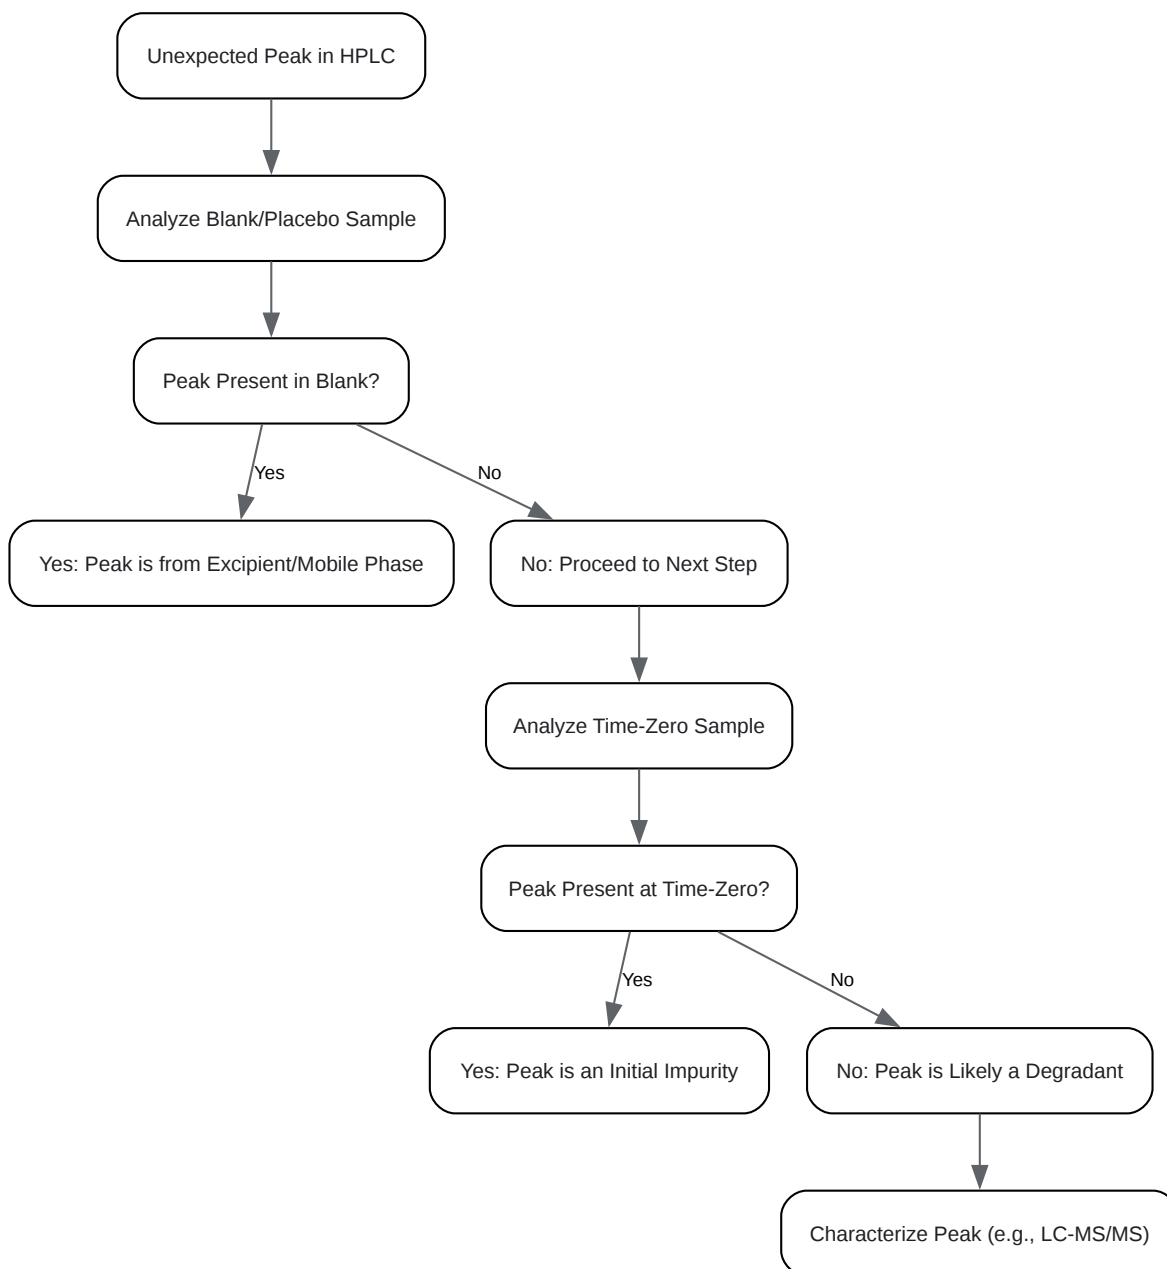 Unexpected Peak in HPLC
Analyze Blank/Placebo Sample
Peak Present in Blank?
Yes
No
Yes: Peak is from Excipient/Mobile Phase
No: Proceed to Next Step
Analyze Time-Zero Sample
Peak Present at Time-Zero?
Yes
No
Yes: Peak is an Initial Impurity
No: Peak is Likely a Degradant
Characterize Peak (e.g., LC-MS/MS)